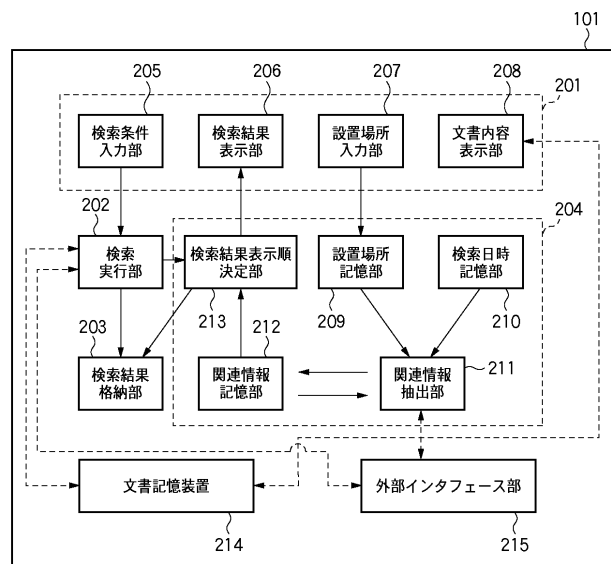 101
205
206
207
208
201
検索条件
入力部
検索結果
表示部
設置場所
入力部
文書内容
表示部
202
204
検索
実行部
検索結果表示順
決定部
設置場所
記憶部
検索日時
記憶部
213
209
210
203
212
検索結果
格納部
関連情報
記憶部
関連情報
抽出部
211
文書記憶装置
外部インタフェース部
214
215